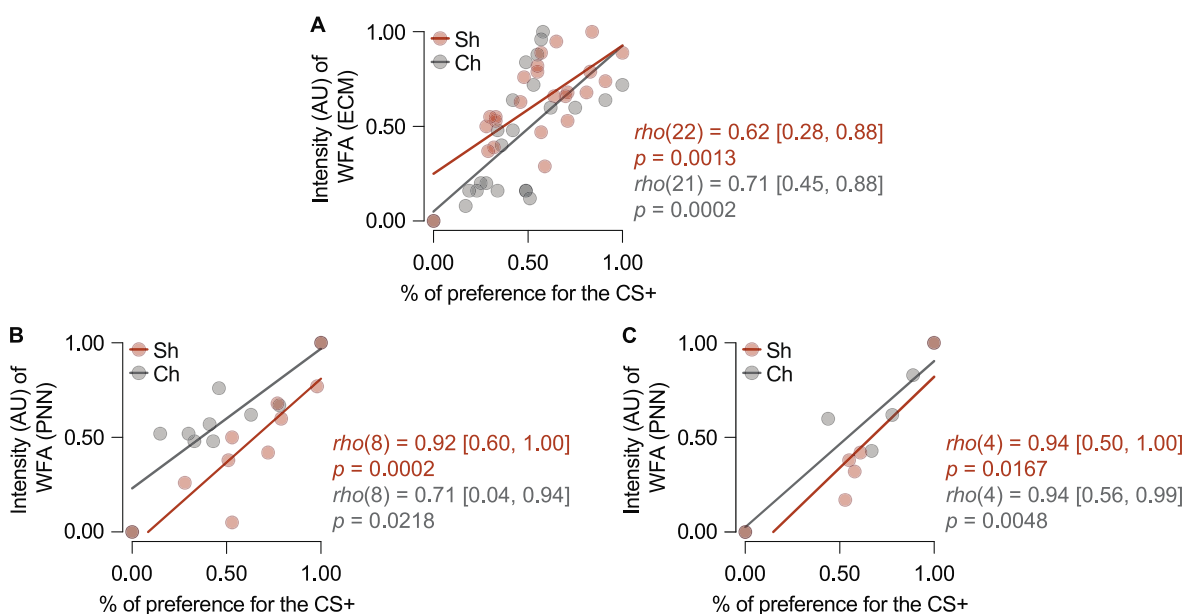 A
Sh
Ch
Intensity (AU) of
WFA (ECM)
1.00
0.50
0.00
0.00 0.50 1.00
% of preference for the CS+
rho(22) = 0.62 [0.28, 0.88]
p = 0.0013
rho(21) = 0.71 [0.45, 0.88]
p = 0.0002
B
Sh
Ch
Intensity (AU) of
WFA (PNN)
1.00
0.50
0.00
0.00 0.50 1.00
% of preference for the CS+
rho(8) = 0.92 [0.60, 1.00]
p = 0.0002
rho(8) = 0.71 [0.04, 0.94]
p = 0.0218
C
Sh
Ch
Intensity (AU) of
WFA (PNN)
1.00
0.50
0.00
0.00 0.50 1.00
% of preference for the CS+
rho(4) = 0.94 [0.50, 1.00]
p = 0.0167
rho(4) = 0.94 [0.56, 0.99]
p = 0.0048